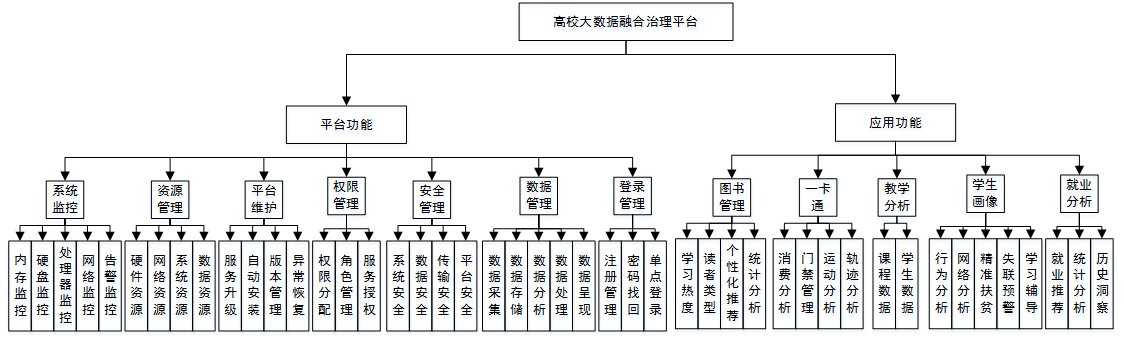 高校大数据融合治理平台
平台功能
应用功能
系统
监控
资源
管理
平台
维护
权限
管理
安全
管理
数据
管理
登录
管理
图书
管理
一卡
通
教学
分析
学生
画像
就业
分析
内存监控
硬盘监控
处理器监控
网络监控
告警监控
硬件资源
网络资源
系统资源
数据资源
服务升级
自动安装
版本管理
异常恢复
权限分配
角色管理
服务授权
系统安全
数据安全
传输安全
平台安全
数据采集
数据存储
数据分析
数据处理
数据呈现
注册管理
密码找回
单点登录
学习热度
读者类型
个性化推荐
统计分析
消费分析
门禁管理
运动分析
轨迹分析
课程数据
学生数据
行为分析
网络分析
精准扶贫
失联预警
学习辅导
就业推荐
统计分析
历史洞察